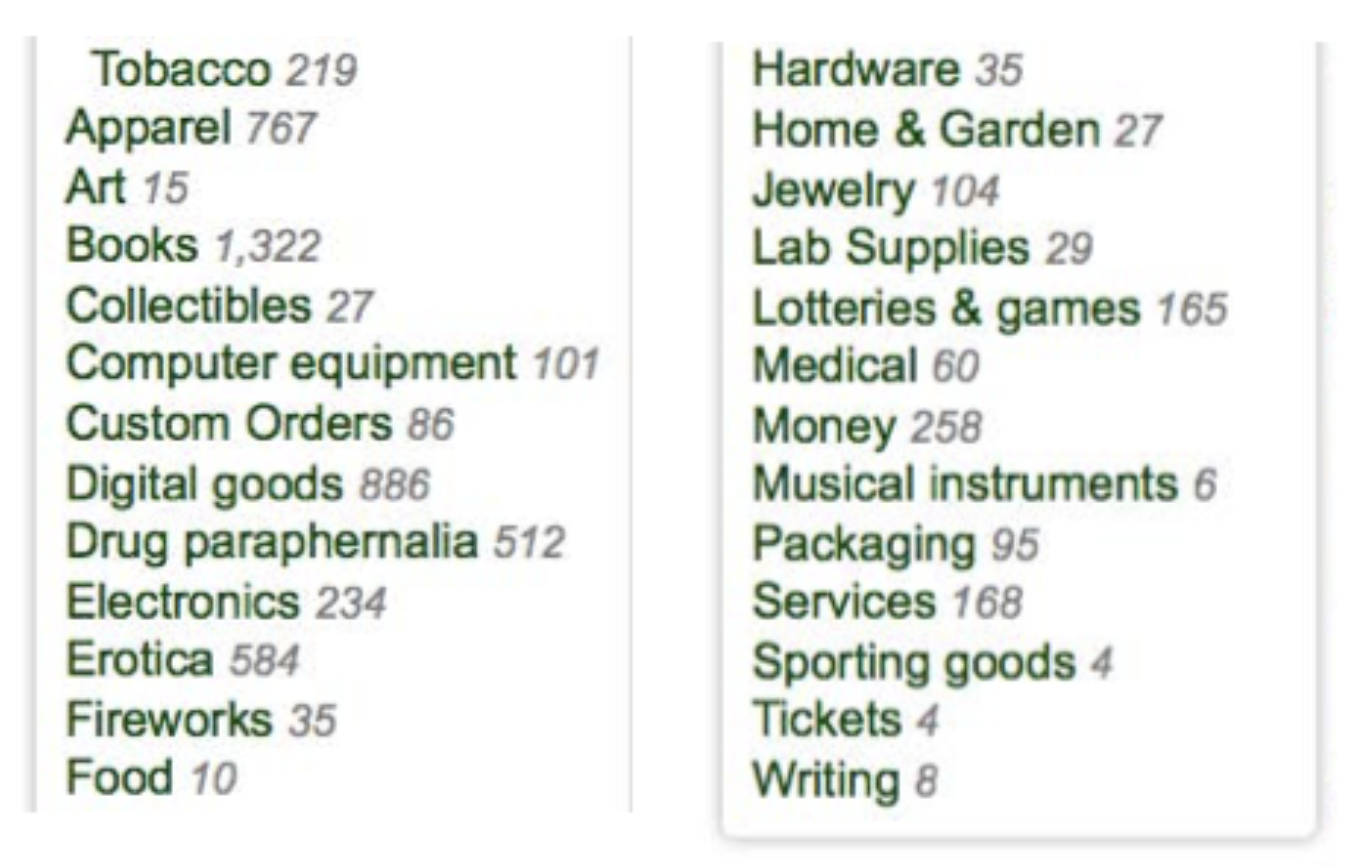 Tobacco 219
Apparel 767
Art 15
Books 1,322
Collectibles 27
Computer equipment 101
Custom Orders 86
Digital goods 886
Drug paraphernalia 512
Electronics 234
Erotica 584
Fireworks 35
Food 10
Hardware 35
Home & Garden 27
Jewelry 104
Lab Supplies 29
Lotteries & games 165
Medical 60
Money 258
Musical instruments 6
Packaging 95
Services 168
Sporting goods 4
Tickets 4
Writing 8